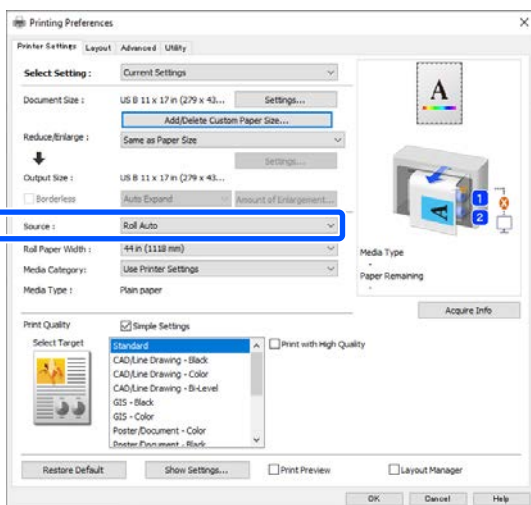 Printing Preferences
Printer Settings Layout Advanced Utility
Select Setting : Current Settings
Document Size : US B 11 x 17 in (279 x 43... Settings...
Add/Delete Custom Paper Size...
Reduce/Enlarge : Same as Paper Size
Settings...
Output Size : US B 11 x 17 in (279 x 43...
Borderless Auto Expand Amount of Enlargement...
Source : Roll Auto
Roll Paper Width : 44 in (1118 mm)
Media Category: Use Printer Settings
Media Type : Plain paper
Print Quality Simple Settings
Select Target
Standard
CAD/Line Drawing - Black
CAD/Line Drawing - Color
CAD/Line Drawing - Bi-Level
GIS - Black
GIS - Color
Poster/Document - Color
Poster/Document - Black
Print with High Quality
A
A
1
2
Media Type
-
Paper Remaining
-
Acquire Info
Restore Default Show Settings... Print Preview Layout Manager
OK Cancel Help